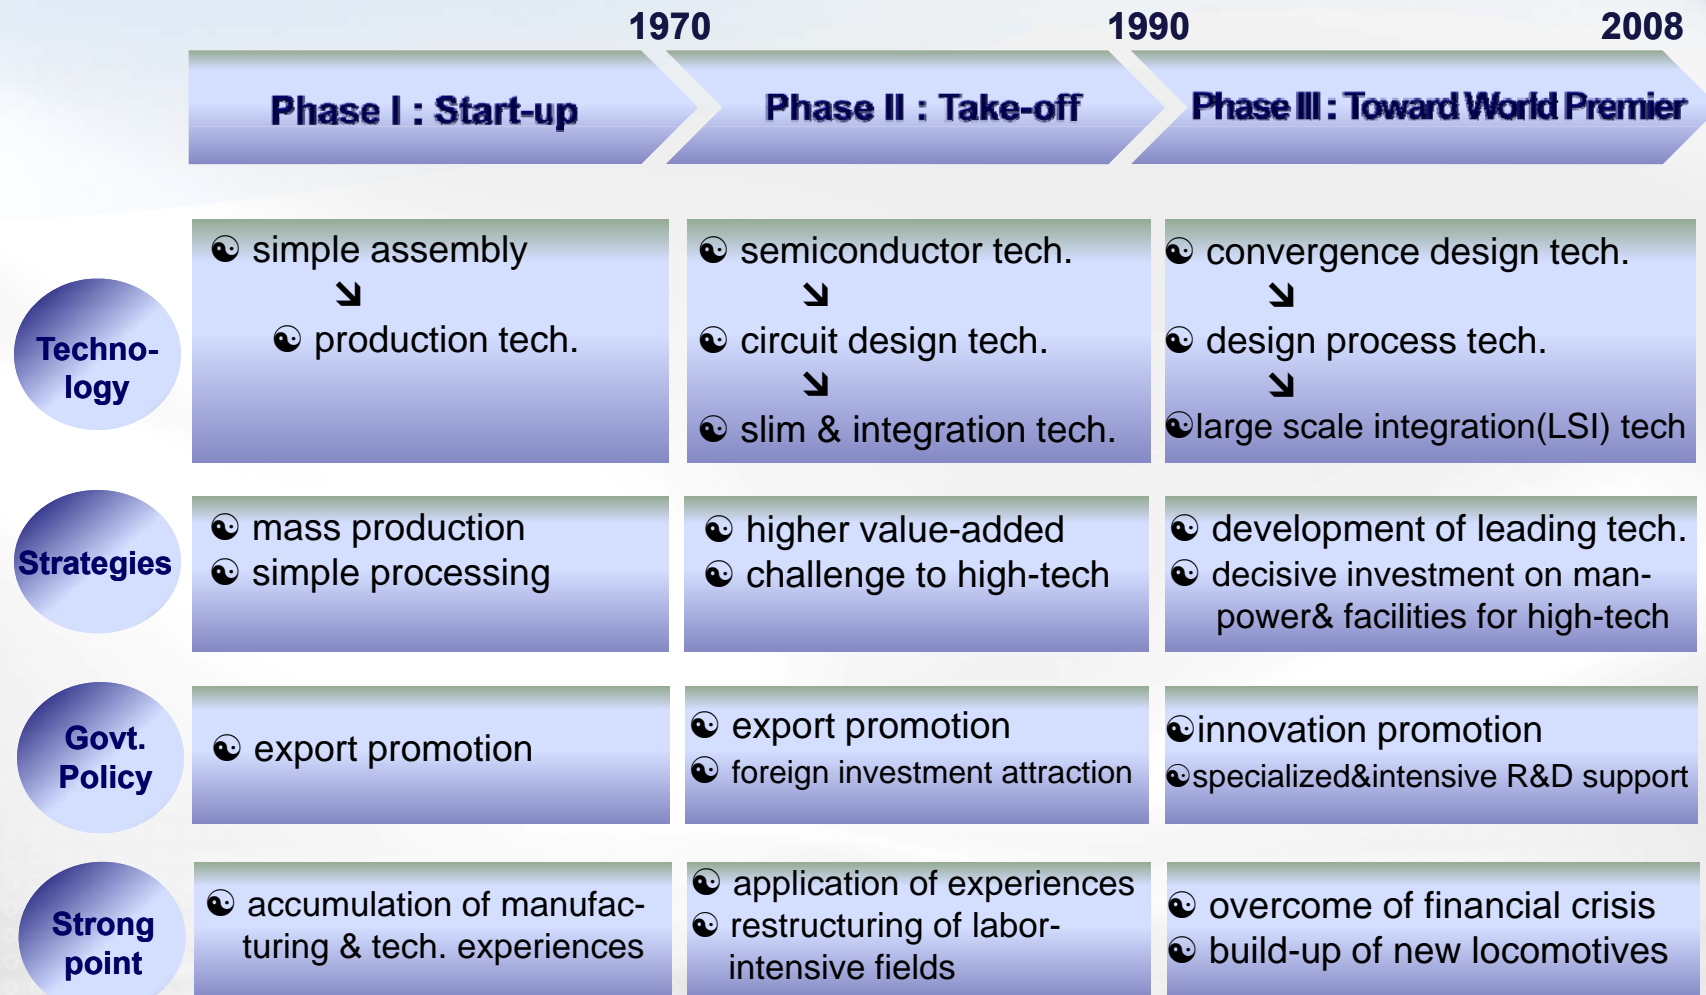 1970 1990 2008
Phase I : Start-up Phase II : Take-off Phase III : Toward World Premier
Techno-
logy
☯ simple assembly
↘
☯ production tech.
☯ semiconductor tech.
↘
☯ circuit design tech.
↘
☯ slim & integration tech.
☯ convergence design tech.
↘
☯ design process tech.
↘
☯large scale integration(LSI) tech
Strategies
☯ mass production
☯ simple processing
☯ higher value-added
☯ challenge to high-tech
☯ development of leading tech.
☯ decisive investment on man-
power& facilities for high-tech
Govt.
Policy
☯ export promotion
☯ export promotion
☯ foreign investment attraction
☯innovation promotion
☯specialized&intensive R&D support
Strong
point
☯ accumulation of manufac-
turing & tech. experiences
☯ application of experiences
☯ restructuring of labor-
intensive fields
☯ overcome of financial crisis
☯ build-up of new locomotives